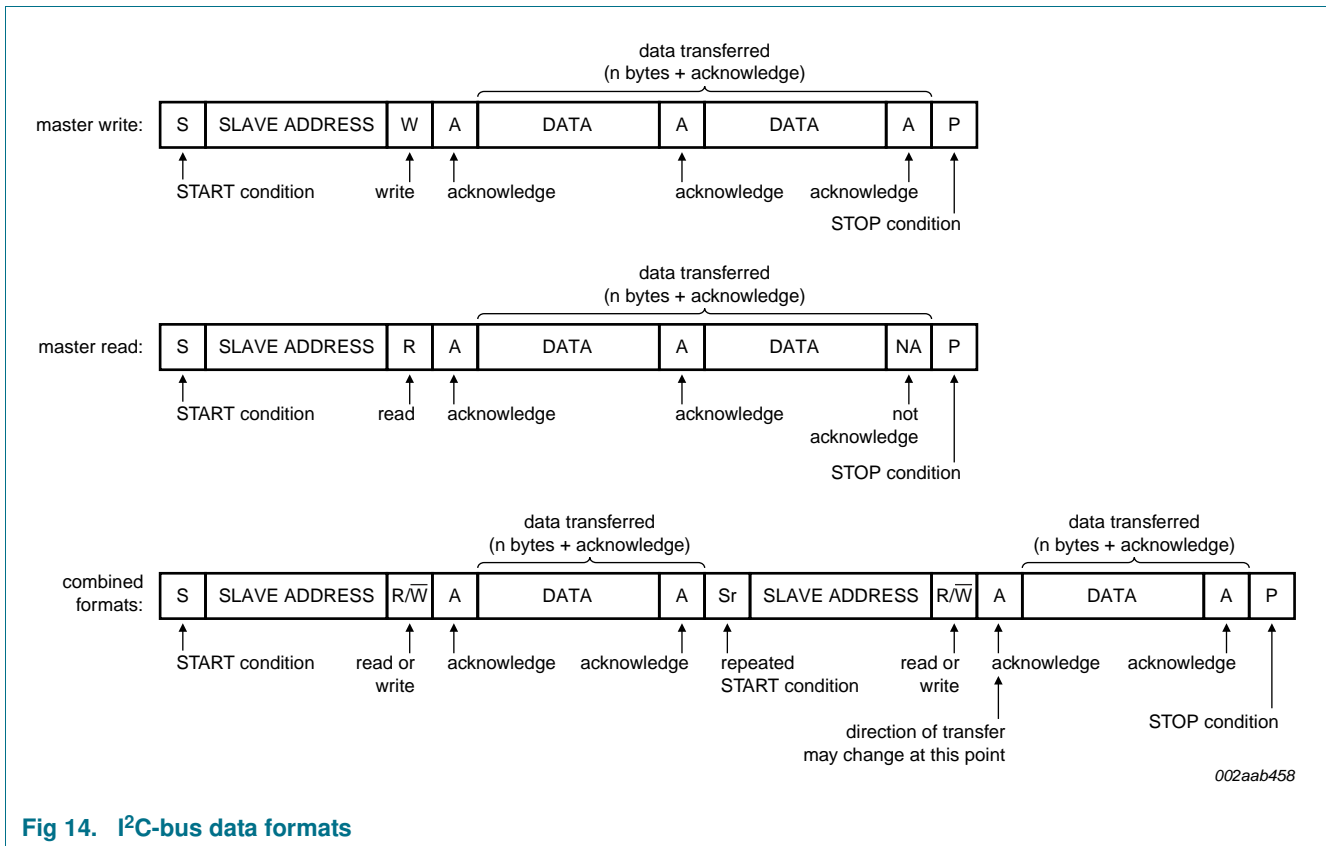 data transferred
(n bytes + acknowledge)
master write: S SLAVE ADDRESS W A DATA A DATA A P
START condition write acknowledge acknowledge acknowledge
STOP condition
data transferred
(n bytes + acknowledge)
master read: S SLAVE ADDRESS R A DATA A DATA NA P
START condition read acknowledge acknowledge not
acknowledge
STOP condition
data transferred data transferred
(n bytes + acknowledge) (n bytes + acknowledge)
combined
formats: S SLAVE ADDRESS R/W̅ A DATA A Sr SLAVE ADDRESS R/W̅ A DATA A P
START condition read or acknowledge acknowledge repeated read or acknowledge acknowledge
write START condition write
STOP condition
direction of transfer
may change at this point
002aab458
Fig 14. I²C-bus data formats